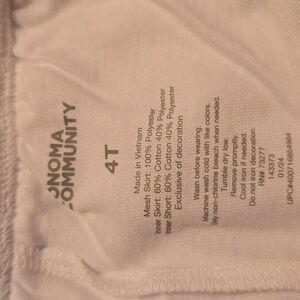 ONOMA
COMMUNITY
4T
Made in Vietnam
Mesh Skirt: 100% Polyester
Inner Skirt: 60% Cotton 40% Polyester
Inner Short: 60% Cotton 40% Polyester
Exclusive of decoration
Wash before wearing.
Machine wash cold with like colors.
Only non-chlorine bleach when needed.
Tumble dry low.
Remove promptly.
Cool iron if needed.
Do not iron decoration.
RN# 73277
143373
01/24
UPC#400716854964